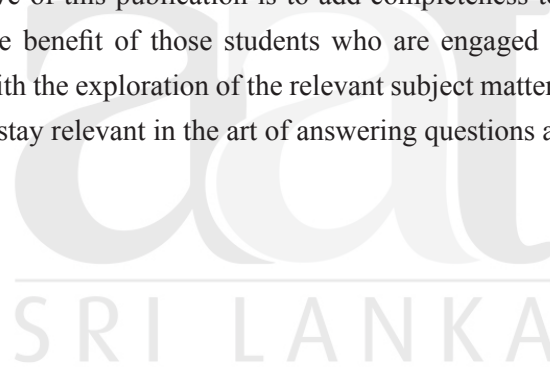 ve of this publication is to add completeness to
e benefit of those students who are engaged
ith the exploration of the relevant subject matter
stay relevant in the art of answering questions a
aat
SRI LANKA